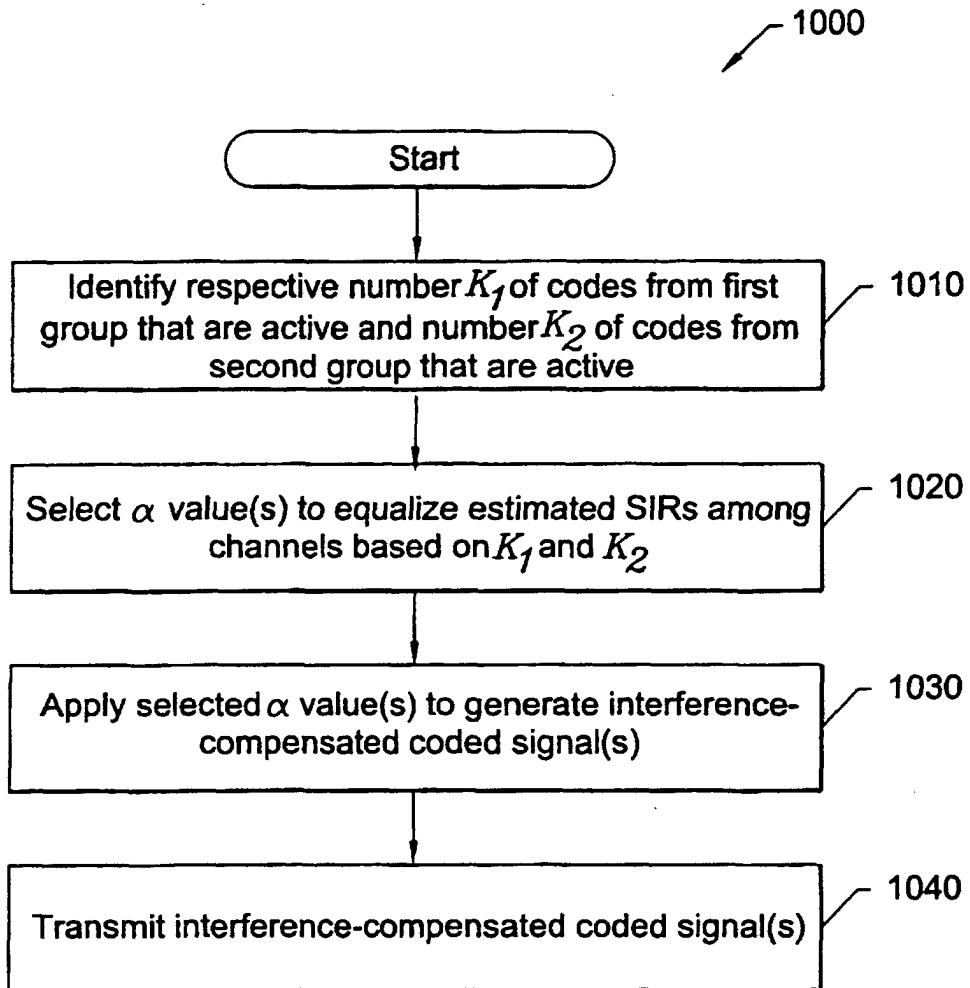 1000
Start
Identify respective number K₁ of codes from first
group that are active and number K₂ of codes from
second group that are active
1010
Select α value(s) to equalize estimated SIRs among
channels based on K₁ and K₂
1020
Apply selected α value(s) to generate interference-
compensated coded signal(s)
1030
Transmit interference-compensated coded signal(s)
1040